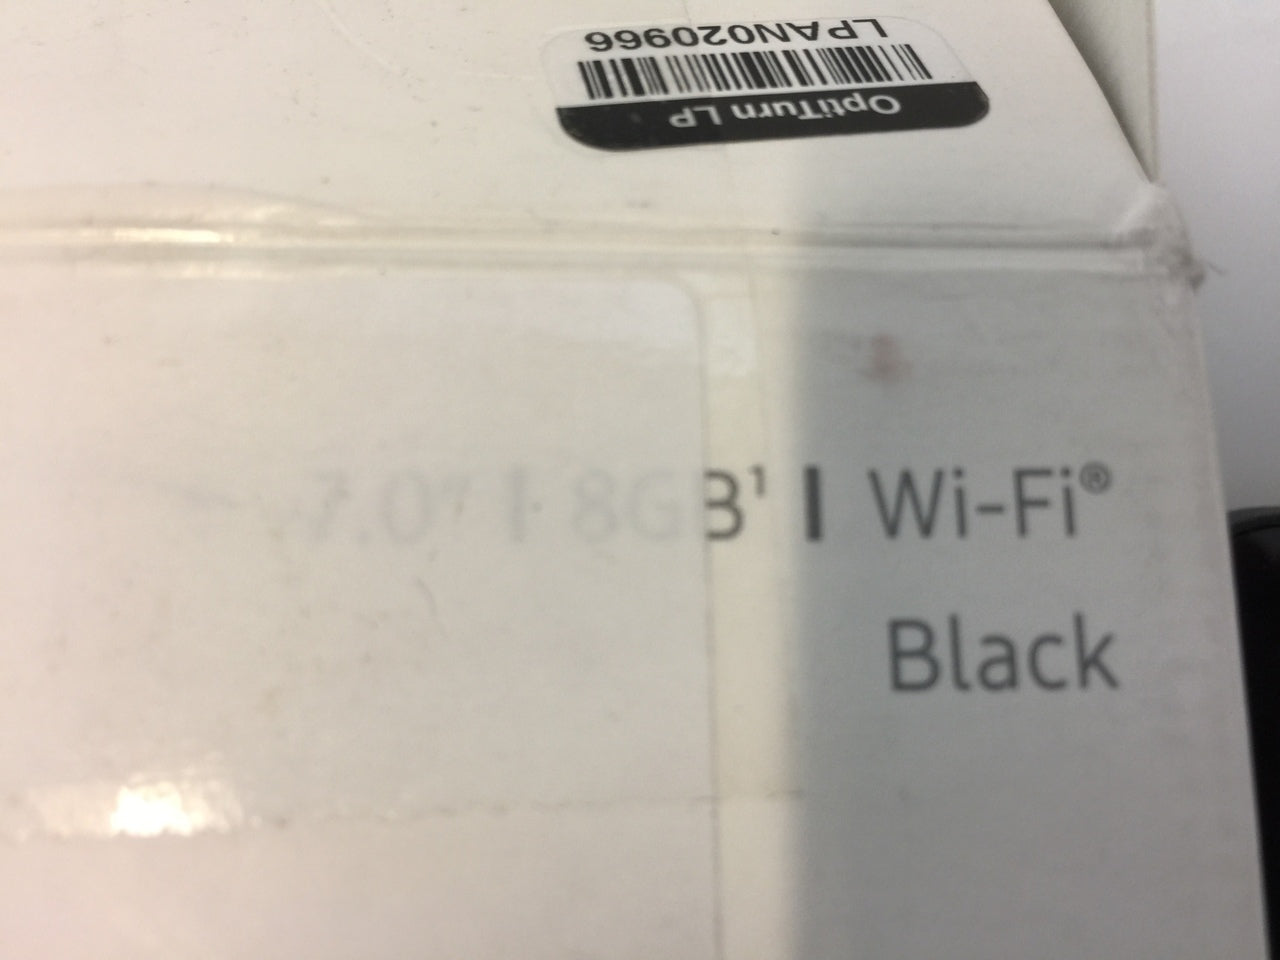 LPAN020966
OptiTurn LP
7.0" | 8GB¹ | Wi-Fi®
Black